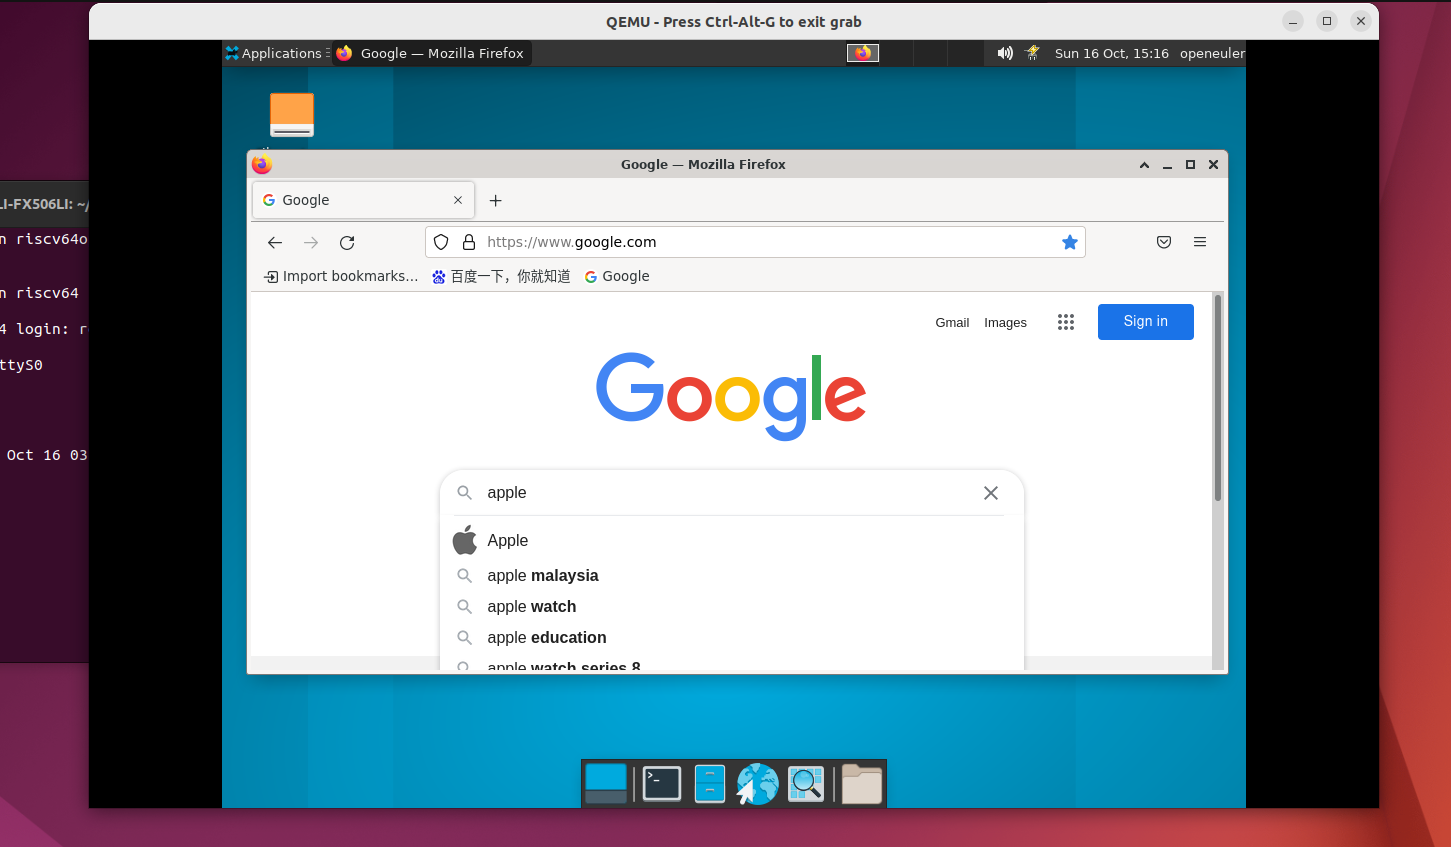 QEMU - Press Ctrl-Alt-G to exit grab
Applications Google — Mozilla Firefox Sun 16 Oct, 15:16 openeuler
LI-FX506LI: ~/
n riscv64o
n riscv64
4 login: r
ttyS0
Oct 16 03
Google — Mozilla Firefox
Google
https://www.google.com
Import bookmarks… 百度一下，你就知道 Google
Gmail Images Sign in
Google
apple
Apple
apple malaysia
apple watch
apple education
apple watch series 8